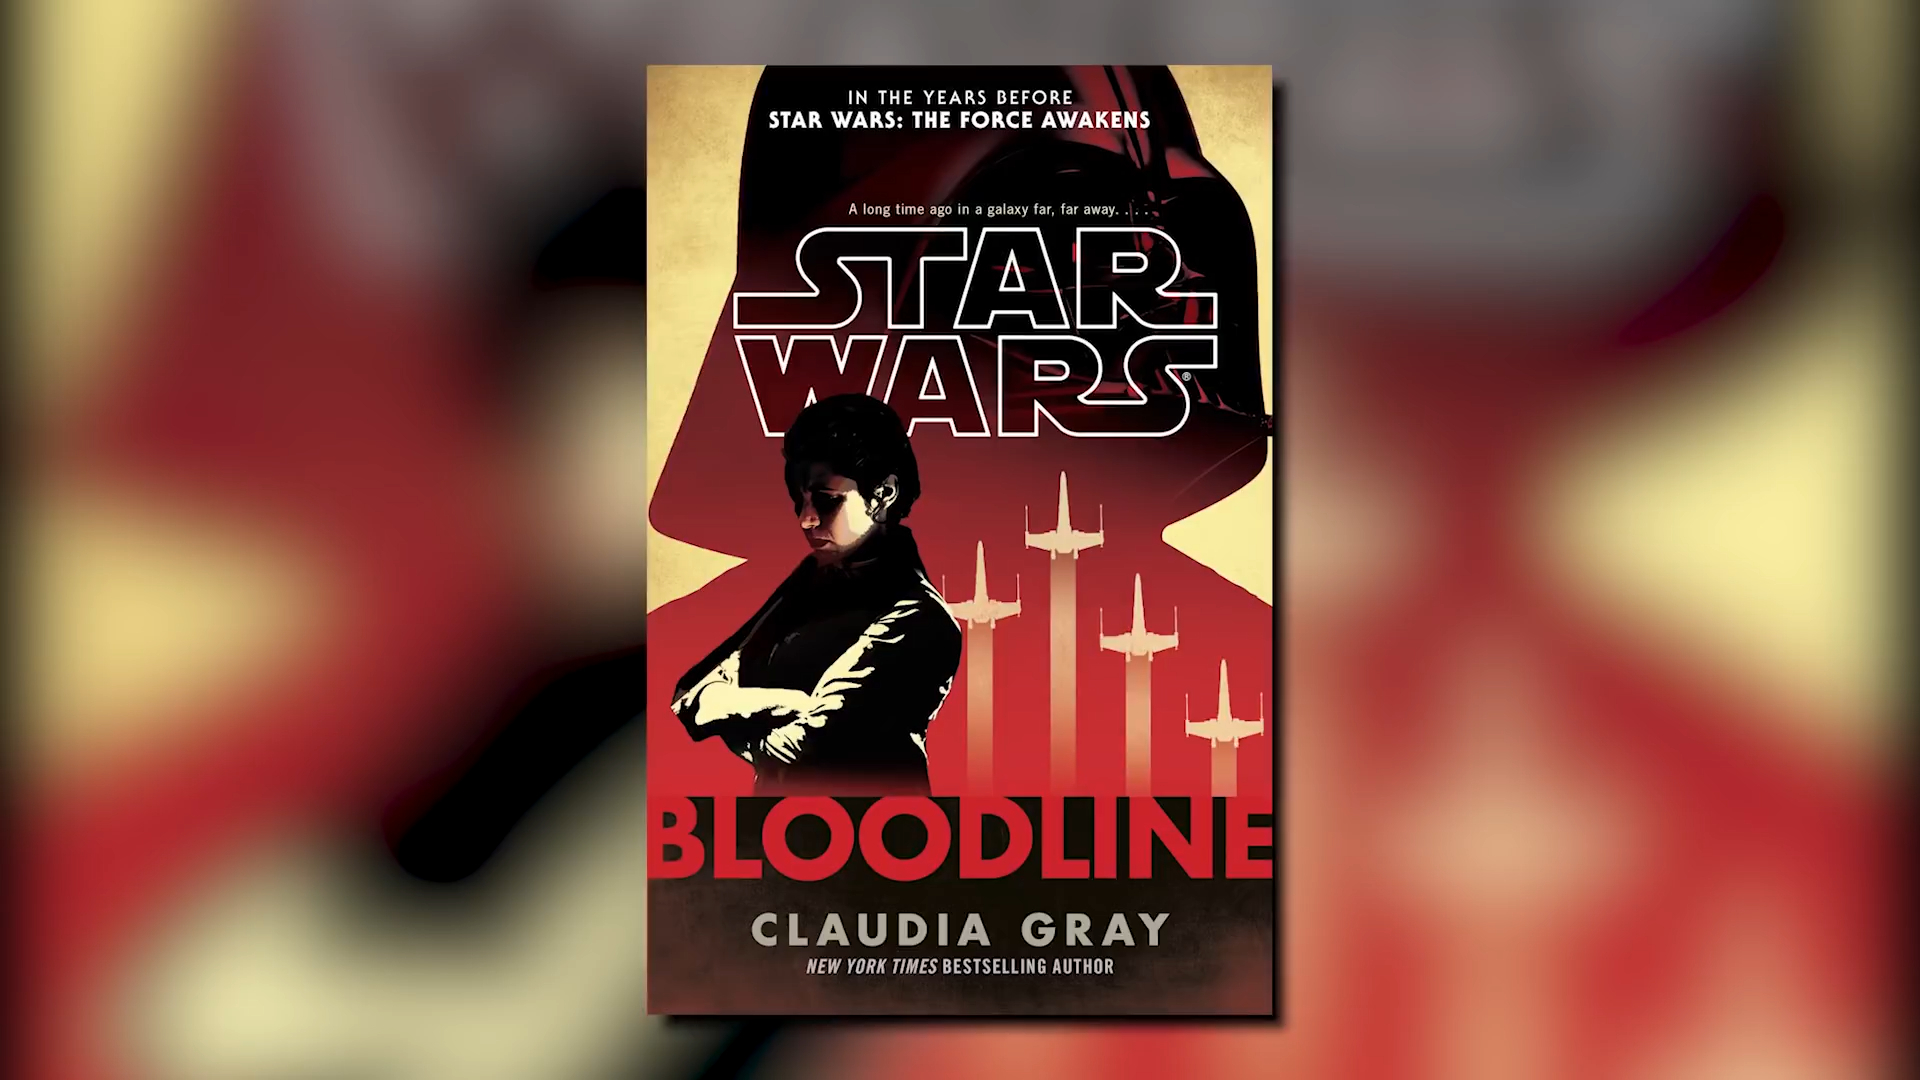 IN THE YEARS BEFORE
STAR WARS: THE FORCE AWAKENS
A long time ago in a galaxy far, far away. . . .
STAR
WARS®
BLOODLINE
CLAUDIA GRAY
NEW YORK TIMES BESTSELLING AUTHOR